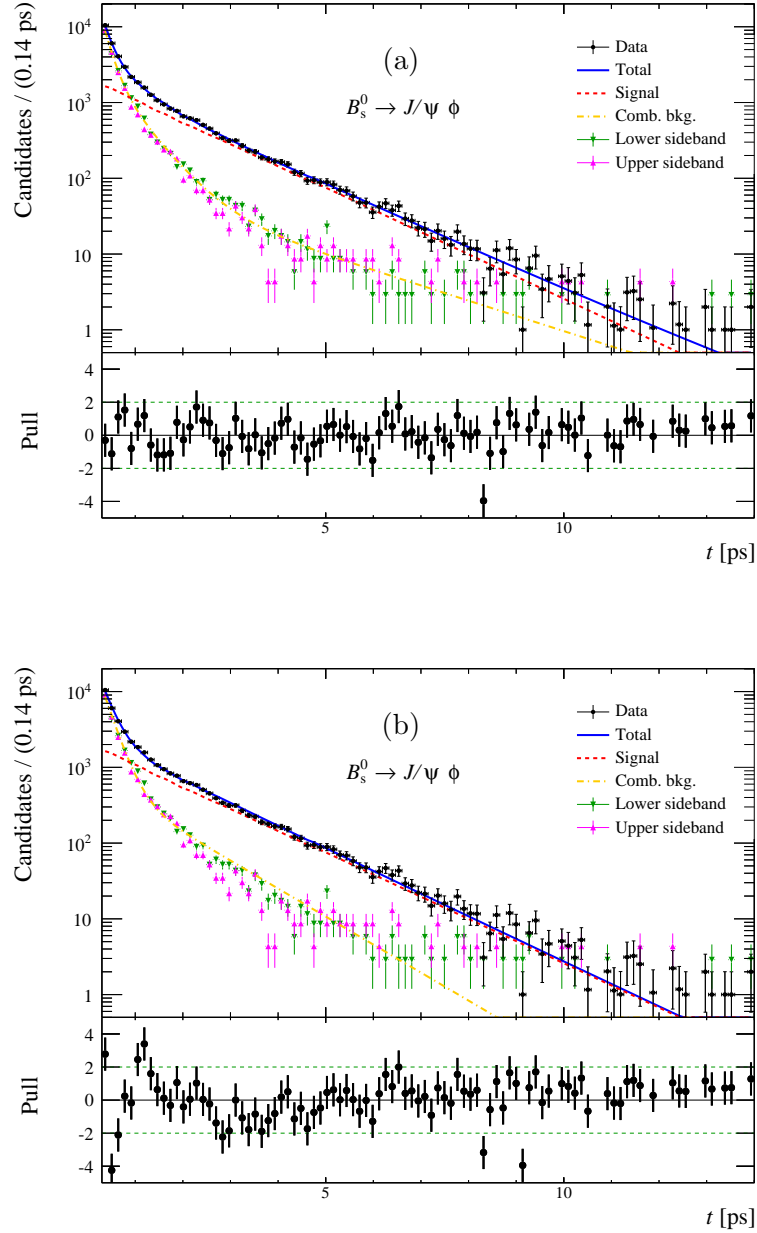 Candidates / (0.14 ps)
10⁴
10³
10²
10
1
(a)
B⁰ₛ → J/ψ ϕ
Data
Total
Signal
Comb. bkg.
Lower sideband
Upper sideband
Pull
4
2
0
-2
-4
5
10
t [ps]
Candidates / (0.14 ps)
10⁴
10³
10²
10
1
(b)
B⁰ₛ → J/ψ ϕ
Data
Total
Signal
Comb. bkg.
Lower sideband
Upper sideband
Pull
4
2
0
-2
-4
5
10
t [ps]